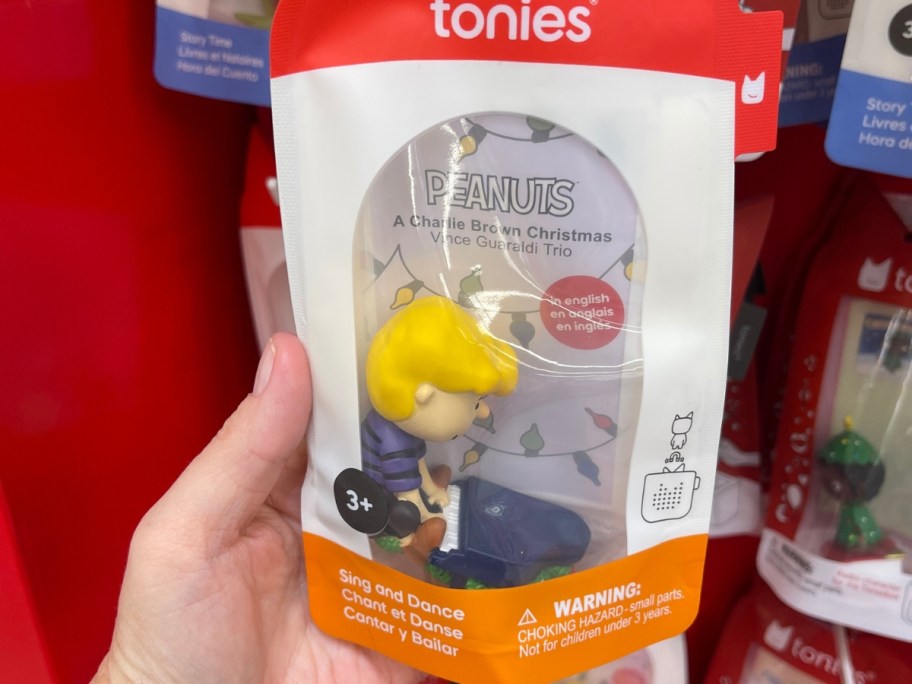 tonies®
Story Time
Livres et histoires
Hora del Cuento
PEANUTS
A Charlie Brown Christmas
Vince Guaraldi Trio
in english
en anglais
en inglés
3+
Sing and Dance
Chant et Danse
Cantar y Bailar
WARNING:
CHOKING HAZARD-small parts.
Not for children under 3 years.
Story
Livres
Hora de